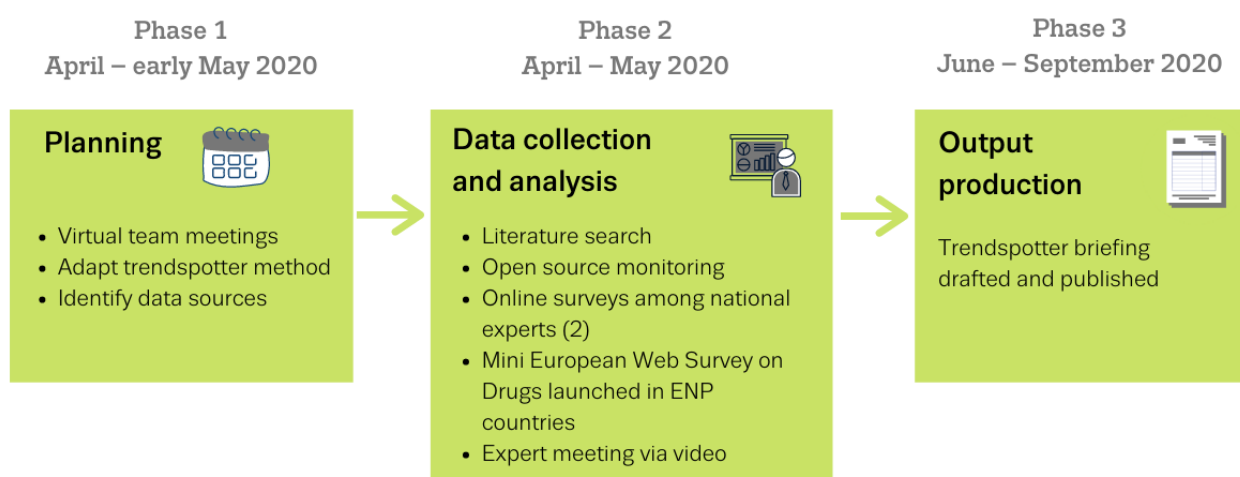 Phase 1
April – early May 2020
Planning
• Virtual team meetings
• Adapt trendspotter method
• Identify data sources
Phase 2
April – May 2020
Data collection
and analysis
• Literature search
• Open source monitoring
• Online surveys among national
experts (2)
• Mini European Web Survey on
Drugs launched in ENP
countries
• Expert meeting via video
Phase 3
June – September 2020
Output
production
Trendspotter briefing
drafted and published